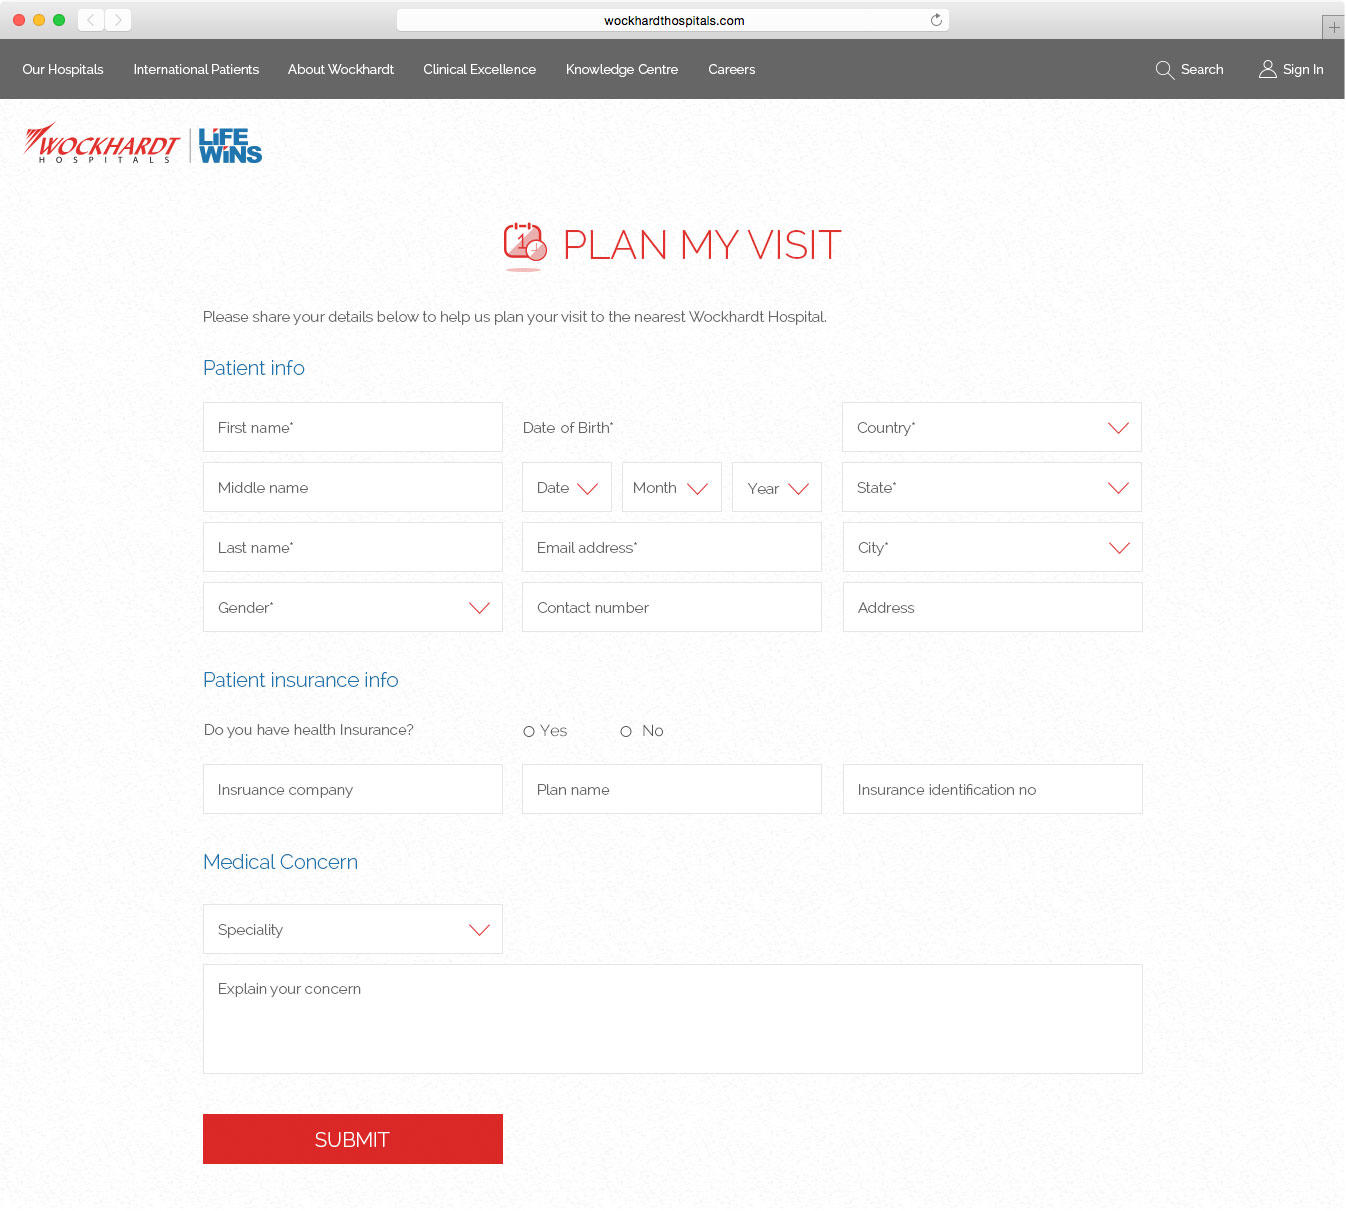 wockhardthospitals.com
Our Hospitals International Patients About Wockhardt Clinical Excellence Knowledge Centre Careers Search Sign In
WOCKHARDT
HOSPITALS
LiFE
WiNS
1
PLAN MY VISIT
Please share your details below to help us plan your visit to the nearest Wockhardt Hospital.
Patient info
First name* Date of Birth* Country*
Middle name Date Month Year State*
Last name* Email address* City*
Gender* Contact number Address
Patient insurance info
Do you have health Insurance? Yes No
Insruance company Plan name Insurance identification no
Medical Concern
Speciality
Explain your concern
SUBMIT